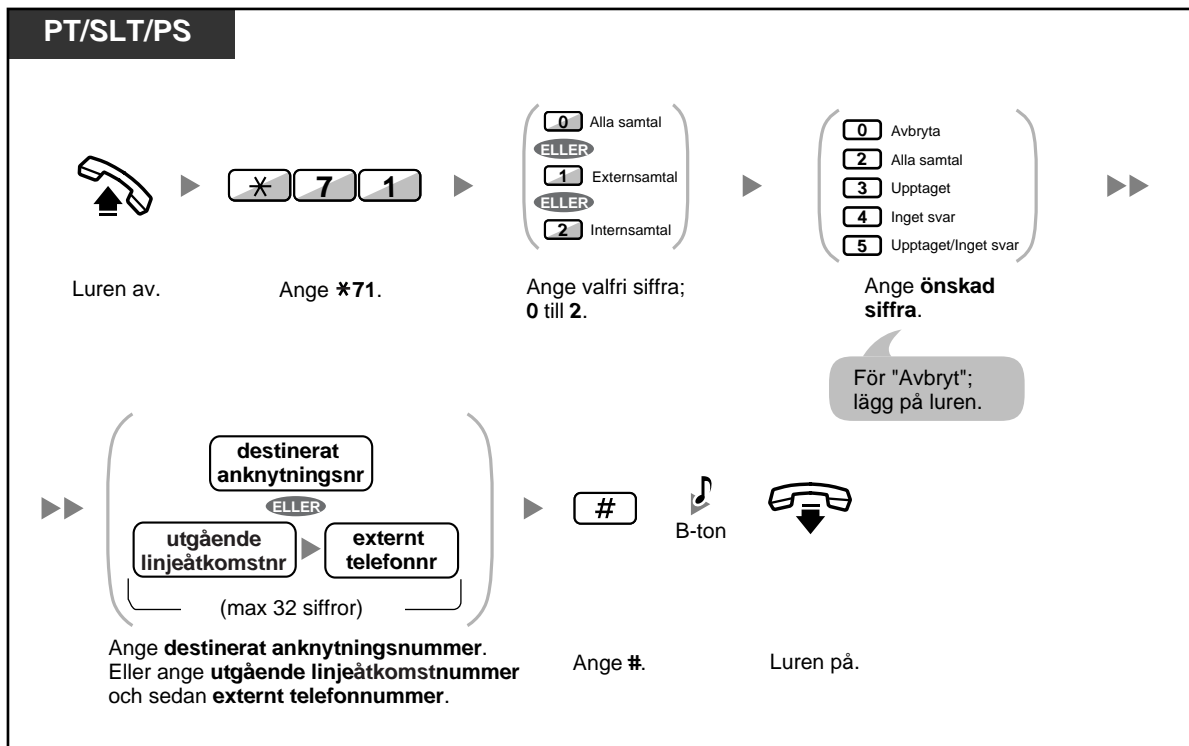 PT/SLT/PS
0 Alla samtal
ELLER
1 Externsamtal
ELLER
2 Internsamtal
0 Avbryta
2 Alla samtal
3 Upptaget
4 Inget svar
5 Upptaget/Inget svar
* 7 1
Luren av.
Ange *71.
Ange valfri siffra;
0 till 2.
Ange önskad
siffra.
För "Avbryt";
lägg på luren.
destinerat
anknytningsnr
ELLER
utgående
linjeåtkomstnr
externt
telefonnr
(max 32 siffror)
#
B-ton
Ange destinerat anknytningsnummer.
Eller ange utgående linjeåtkomstnummer
och sedan externt telefonnummer.
Ange #.
Luren på.